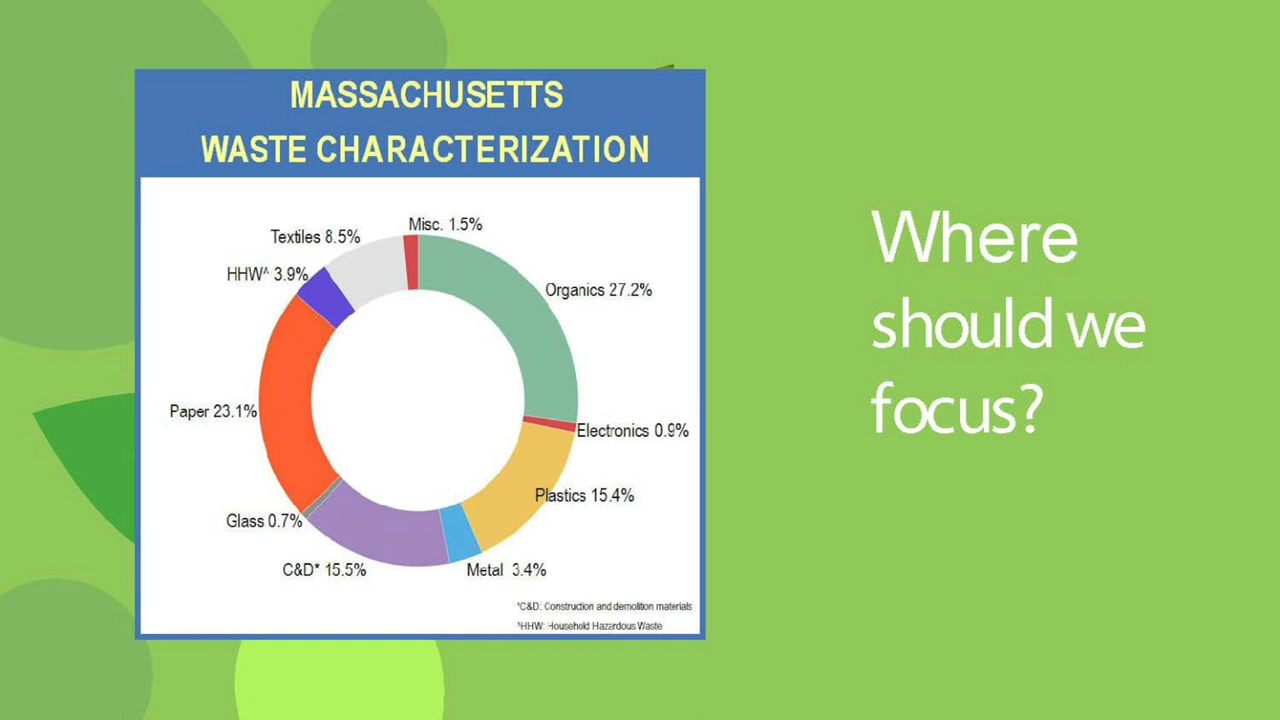 MASSACHUSETTS
WASTE CHARACTERIZATION
Misc. 1.5%
Textiles 8.5%
HHW^ 3.9%
Organics 27.2%
Paper 23.1%
Electronics 0.9%
Plastics 15.4%
Glass 0.7%
C&D* 15.5%
Metal 3.4%
*C&D: Construction and demolition materials
^HHW: Household Hazardous Waste
Where
should we
focus?